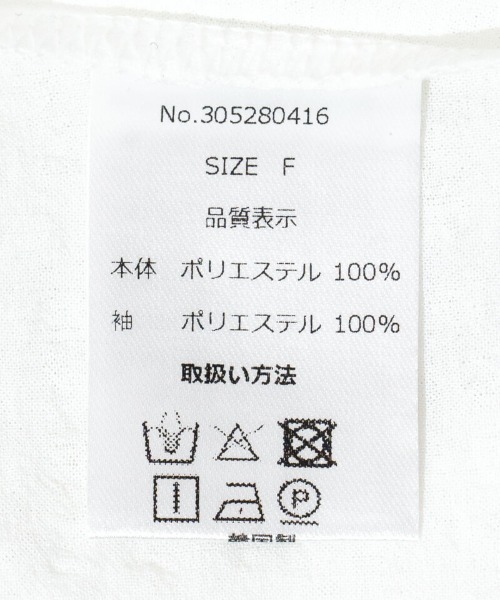 No.305280416
SIZE F
品質表示
本体 ポリエステル 100%
袖 ポリエステル 100%
取扱い方法
P